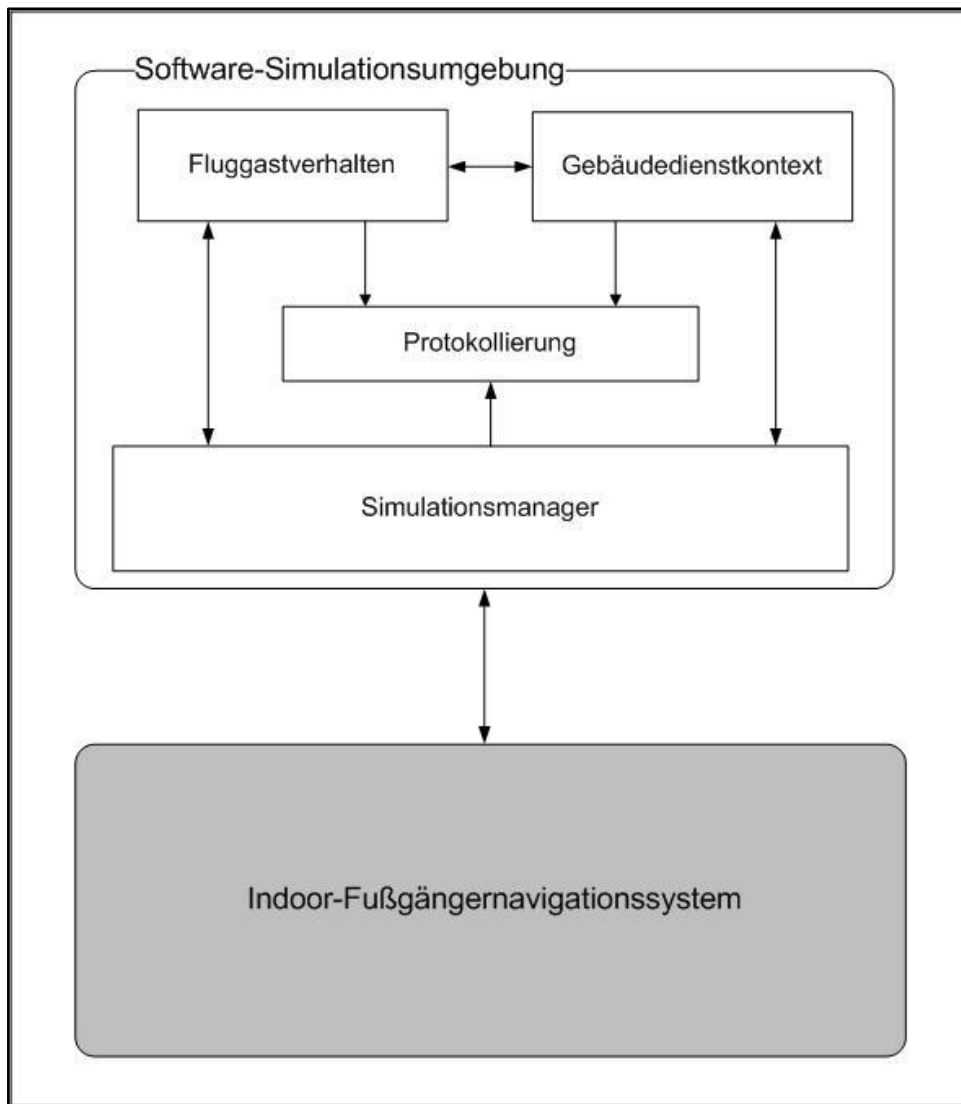 Software-Simulationsumgebung
Fluggastverhalten
Gebäudedienstkontext
Protokollierung
Simulationsmanager
Indoor-Fußgängernavigationssystem